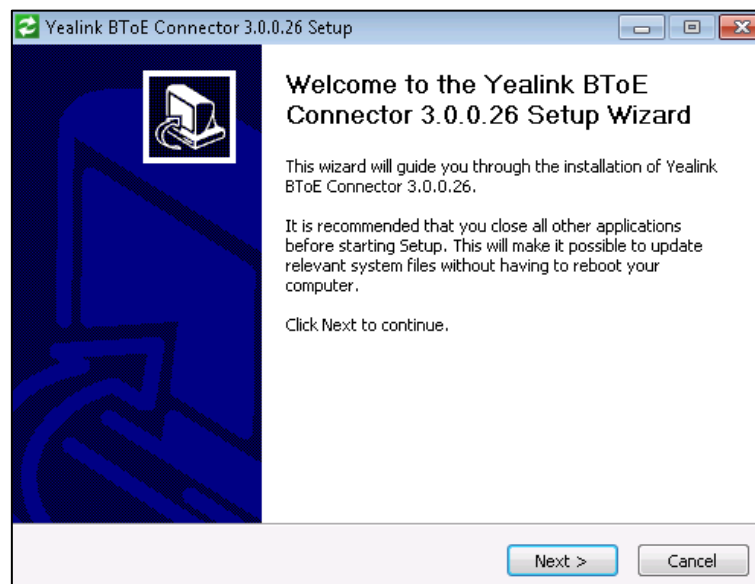 Yealink BToE Connector 3.0.0.26 Setup
Welcome to the Yealink BToE
Connector 3.0.0.26 Setup Wizard
This wizard will guide you through the installation of Yealink
BToE Connector 3.0.0.26.
It is recommended that you close all other applications
before starting Setup. This will make it possible to update
relevant system files without having to reboot your
computer.
Click Next to continue.
Next >
Cancel